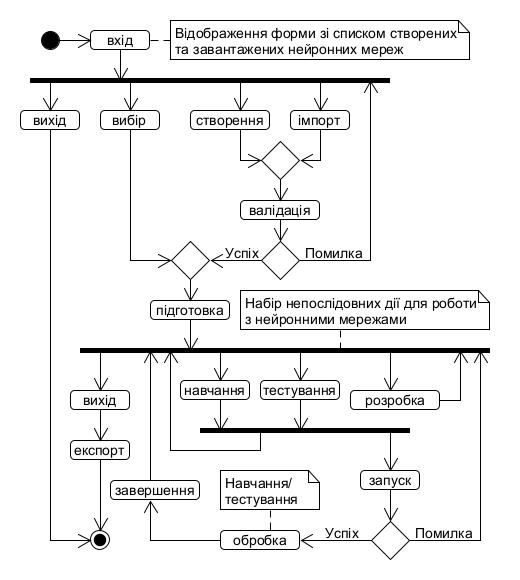 вхід
Відображення форми зі списком створених
та завантажених нейронних мереж
вихід
вибір
створення
імпорт
валідація
Успіх
Помилка
підготовка
Набір непослідовних дії для роботи
з нейронними мережами
навчання
тестування
вихід
розробка
експорт
завершення
Навчання/
тестування
запуск
обробка
Успіх
Помилка